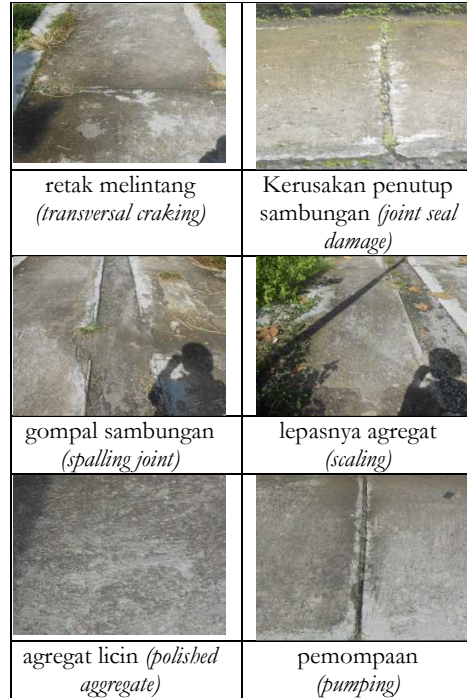 retak melintang
(transversal craking)
Kerusakan penutup
sambungan (joint seal
damage)
gompal sambungan
(spalling joint)
lepasnya agregat
(scaling)
agregat licin (polished
aggregate)
pemompaan
(pumping)